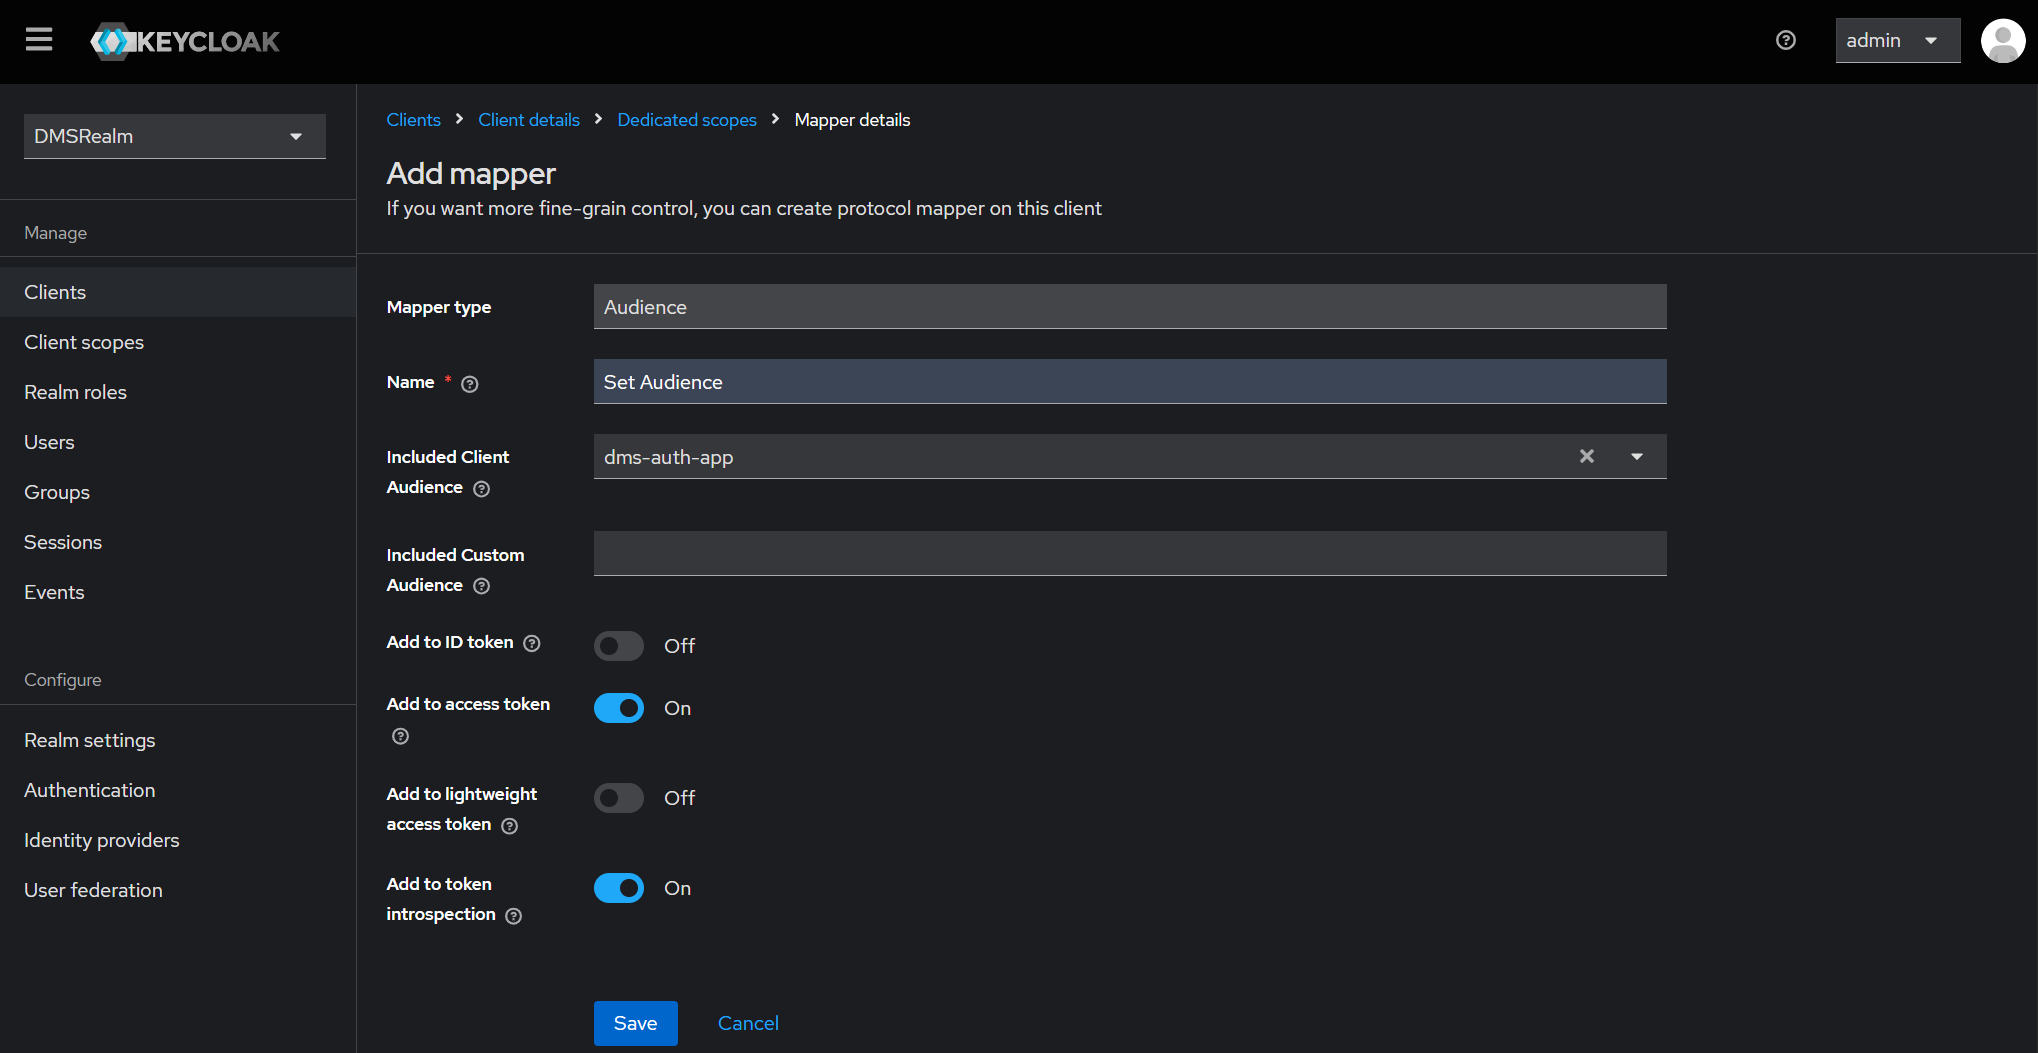 KEYCLOAK
admin
DMSRealm
Manage
Clients
Client scopes
Realm roles
Users
Groups
Sessions
Events
Configure
Realm settings
Authentication
Identity providers
User federation
Clients > Client details > Dedicated scopes > Mapper details
Add mapper
If you want more fine-grain control, you can create protocol mapper on this client
Mapper type
Audience
Name *
Set Audience
Included Client
Audience
dms-auth-app
Included Custom
Audience
Add to ID token
Off
Add to access token
On
Add to lightweight
access token
Off
Add to token
introspection
On
Save
Cancel